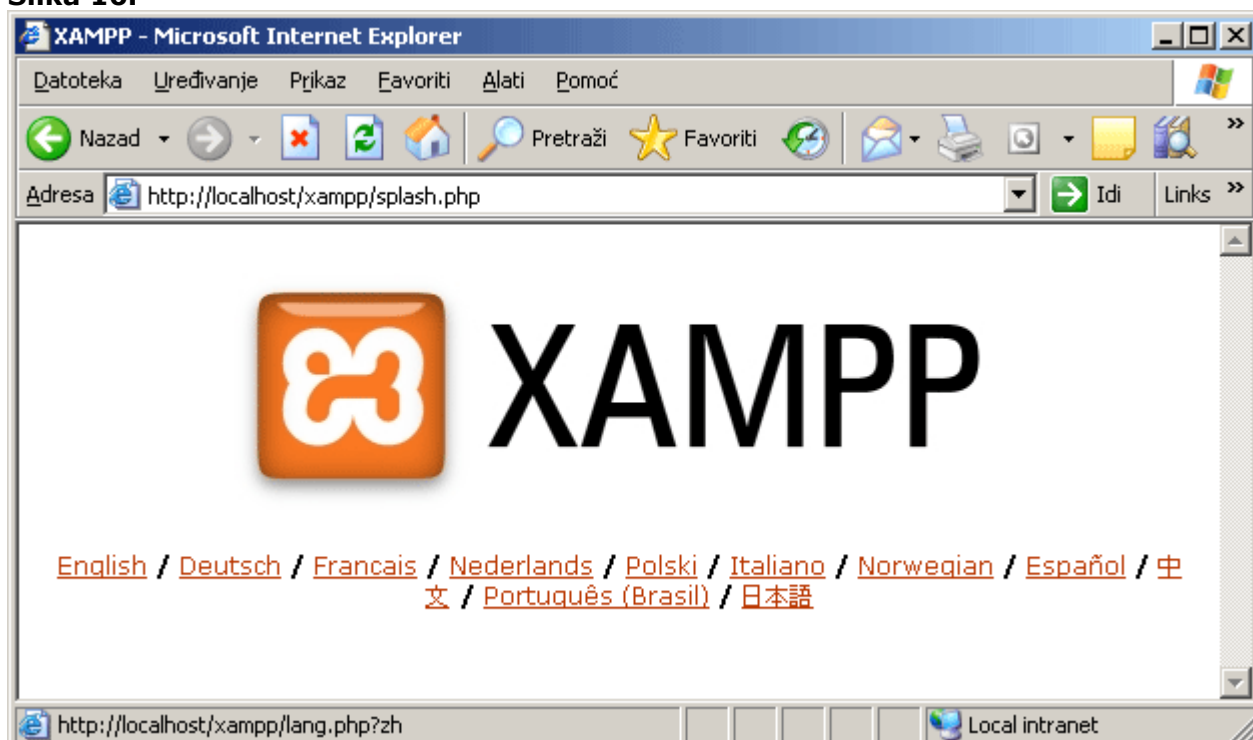 Slika 10.
XAMPP - Microsoft Internet Explorer
Datoteka Uređivanje Prikaz Favoriti Alati Pomoć
Nazad Pretraži Favoriti »
Adresa http://localhost/xampp/splash.php Idi Links »
XAMPP
English / Deutsch / Francais / Nederlands / Polski / Italiano / Norwegian / Español / 中
文 / Português (Brasil) / 日本語
http://localhost/xampp/lang.php?zh Local intranet